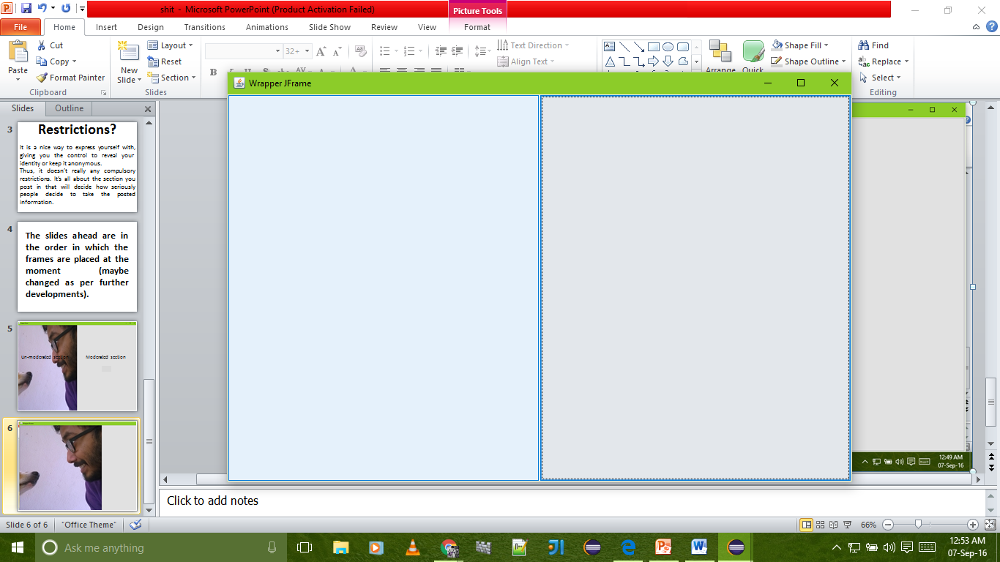 shit - Microsoft PowerPoint (Product Activation Failed)
Picture Tools
File
Home
Insert
Design
Transitions
Animations
Slide Show
Review
View
Format
Paste
Cut
Copy
Format Painter
Clipboard
New
Slide
Layout
Reset
Section
Slides
32+
Text Direction
Align Text
Arrange
Quick
Shape Fill
Shape Outline
Find
Replace
Select
Editing
Wrapper JFrame
Slides
Outline
3
Restrictions?
It is a nice way to express yourself with,
giving you the control to reveal your
identity or keep it anonymous.
Thus, it doesn't really any compulsory
restrictions. It's all about the section you
post in that will decide how seriously
people decide to take the posted
information.
4
The slides ahead are in
the order in which the
frames are placed at the
moment (maybe
changed as per further
developments).
5
Un-moderated section
Moderated section
6
12:49 AM
07-Sep-16
Click to add notes
Slide 6 of 6
"Office Theme"
66%
Ask me anything
12:53 AM
07-Sep-16